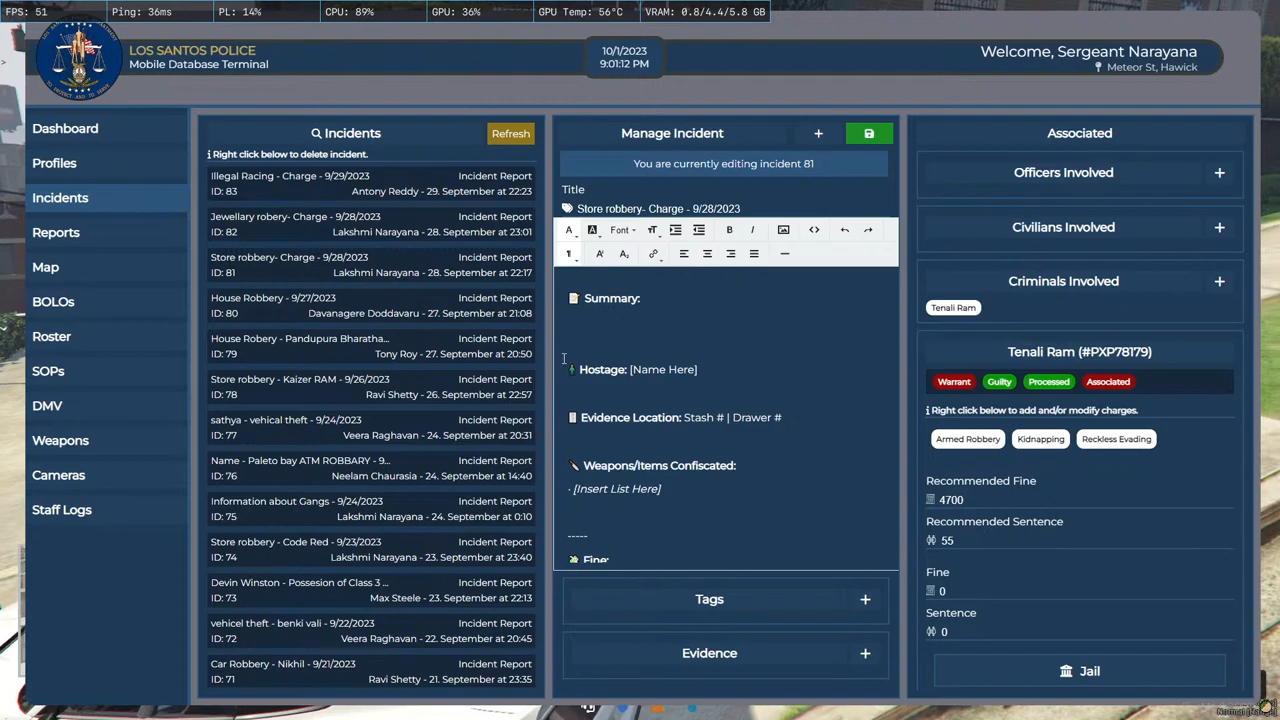 FPS: 51
Ping: 36ms
PL: 14%
CPU: 89%
GPU: 36%
GPU Temp: 56°C
VRAM: 0.8/4.4/5.8 GB
LOS SANTOS POLICE
Mobile Database Terminal
10/1/2023
9:01:12 PM
Welcome, Sergeant Narayana
Meteor St, Hawick
Dashboard
Profiles
Incidents
Reports
Map
BOLOs
Roster
SOPs
DMV
Weapons
Cameras
Staff Logs
Incidents
Refresh
Right click below to delete incident.
Illegal Racing - Charge - 9/29/2023 Incident Report
ID: 83 Antony Reddy - 29. September at 22:23
Jewellary robery- Charge - 9/28/2023 Incident Report
ID: 82 Lakshmi Narayana - 28. September at 23:01
Store robbery- Charge - 9/28/2023 Incident Report
ID: 81 Lakshmi Narayana - 28. September at 22:17
House Robbery - 9/27/2023 Incident Report
ID: 80 Davanagere Doddavaru - 27. September at 21:08
House Robery - Pandupura Bharatha... Incident Report
ID: 79 Tony Roy - 27. September at 20:50
Store robbery - Kaizer RAM - 9/26/2023 Incident Report
ID: 78 Ravi Shetty - 26. September at 22:57
sathya - vehical theft - 9/24/2023 Incident Report
ID: 77 Veera Raghavan - 24. September at 20:31
Name - Paleto bay ATM ROBBARY - 9... Incident Report
ID: 76 Neelam Chaurasia - 24. September at 14:40
Information about Gangs - 9/24/2023 Incident Report
ID: 75 Lakshmi Narayana - 24. September at 0:10
Store robbery - Code Red - 9/23/2023 Incident Report
ID: 74 Lakshmi Narayana - 23. September at 23:40
Devin Winston - Possesion of Class 3 ... Incident Report
ID: 73 Max Steele - 23. September at 22:13
vehicel theft - benki vali - 9/22/2023 Incident Report
ID: 72 Veera Raghavan - 22. September at 20:45
Car Robbery - Nikhil - 9/21/2023 Incident Report
ID: 71 Ravi Shetty - 21. September at 23:35
Manage Incident
You are currently editing incident 81
Title
Store robbery- Charge - 9/28/2023
Font
Summary:
Hostage: [Name Here]
Evidence Location: Stash # | Drawer #
Weapons/Items Confiscated:
· [Insert List Here]
-----
Fine:
Tags
Evidence
Associated
Officers Involved
Civilians Involved
Criminals Involved
Tenali Ram
Tenali Ram (#PXP78179)
Warrant Guilty Processed Associated
Right click below to add and/or modify charges.
Armed Robbery Kidnapping Reckless Evading
Recommended Fine
4700
Recommended Sentence
55
Fine
0
Sentence
0
Jail